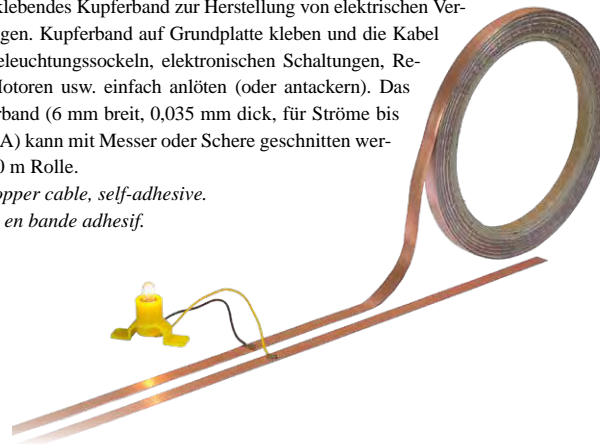 klebendes Kupferband zur Herstellung von elektrischen Ver-
gen. Kupferband auf Grundplatte kleben und die Kabel
eleuchtungssockeln, elektronischen Schaltungen, Re-
Motoren usw. einfach anlöten (oder antackern). Das
rband (6 mm breit, 0,035 mm dick, für Ströme bis
A) kann mit Messer oder Schere geschnitten wer-
0 m Rolle.
opper cable, self-adhesive.
en bande adhesif.